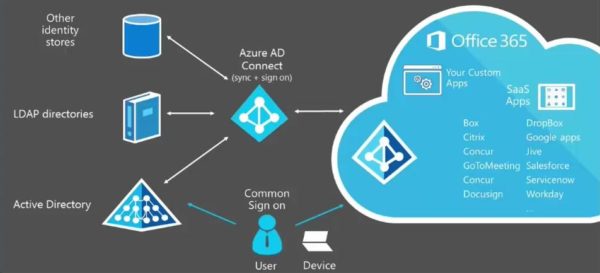 Other
identity
stores
LDAP directories
Active Directory
Azure AD
Connect
(sync + sign on)
Common
Sign on
User
Device
Office 365
Your Custom
Apps
SaaS
Apps
Box
Citrix
Concur
GoToMeeting
Concur
Docusign
DropBox
Google apps
Jive
Salesforce
Servicenow
Workday
...